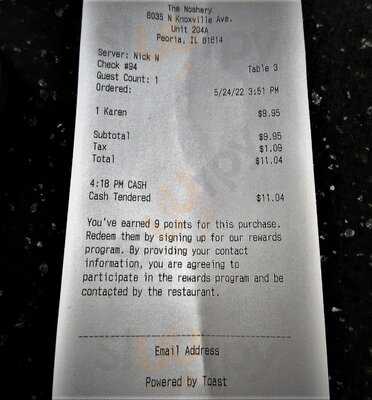 The Noshery
8035 N Knoxville Ave.
Unit 204A
Peoria, IL 61614
Server: Nick N
Check #94 Table 3
Guest Count: 1
Ordered: 5/24/22 3:51 PM
1 Karen $9.95
Subtotal $9.95
Tax $1.09
Total $11.04
4:18 PM CASH
Cash Tendered $11.04
You've earned 9 points for this purchase.
Redeem them by signing up for our rewards
program. By providing your contact
information, you are agreeing to
participate in the rewards program and be
contacted by the restaurant.
Email Address
Powered by Toast